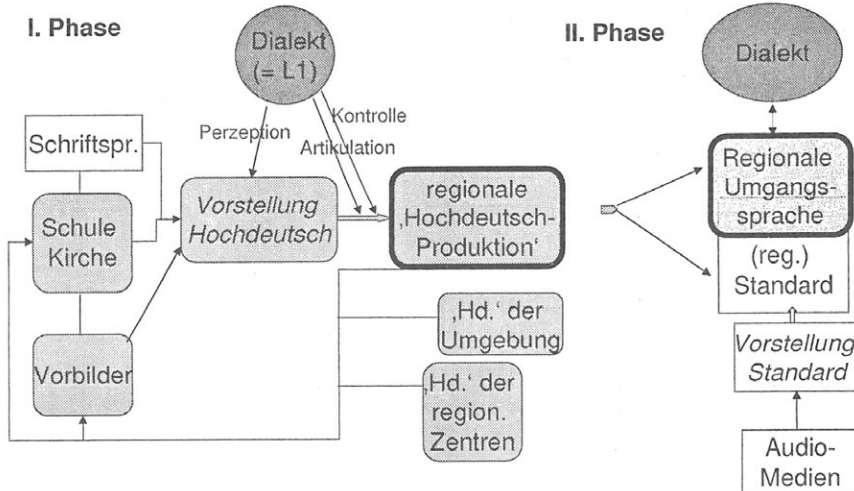 I. Phase
Dialekt
(= L1)
Perzeption
Kontrolle
Artikulation
Schriftspr.
Schule
Kirche
Vorbilder
Vorstellung
Hochdeutsch
regionale
‚Hochdeutsch-
Produktion‘
‚Hd.‘ der
Umgebung
‚Hd.‘ der
region.
Zentren
II. Phase
Dialekt
Regionale
Umgangs-
sprache
(reg.)
Standard
Vorstellung
Standard
Audio-
Medien